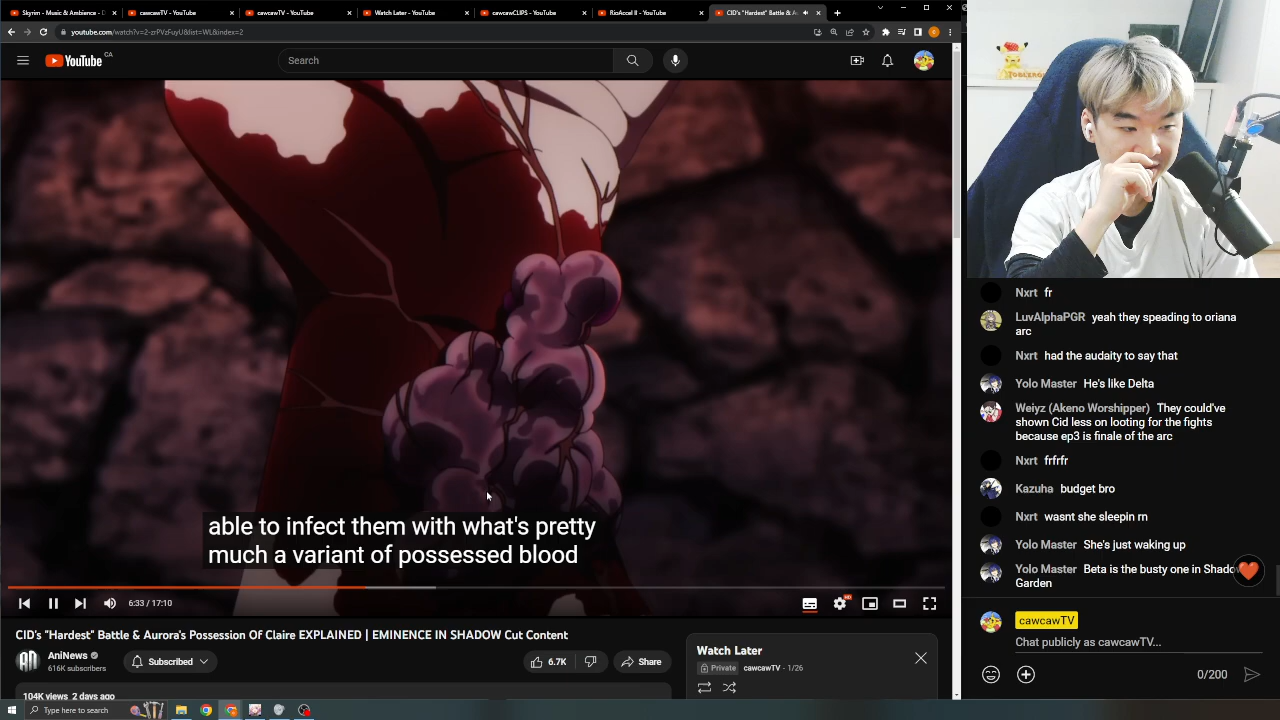 Skyrim - Music & Ambience -
cawcawTV - YouTube
cawcawTV - YouTube
Watch Later - YouTube
cawcawCLIPS - YouTube
RioAccel II - YouTube
CID's "Hardest" Battle & A
youtube.com/watch?v=2-zrPVzFuyU&list=WL&index=2
YouTube CA
Search
able to infect them with what's pretty
much a variant of possessed blood
6:33 / 17:10
HD
CID's "Hardest" Battle & Aurora's Possession Of Claire EXPLAINED | EMINENCE IN SHADOW Cut Content
AniNews
616K subscribers
Subscribed
6.7K
Share
104K views 2 days ago
Watch Later
Private cawcawTV - 1/26
Type here to search
TOBLERONE
Nxrt fr
LuvAlphaPGR yeah they speading to oriana
arc
Nxrt had the audaity to say that
Yolo Master He's like Delta
Weiyz (Akeno Worshipper) They could've
shown Cid less on looting for the fights
because ep3 is finale of the arc
Nxrt frfrfr
Kazuha budget bro
Nxrt wasnt she sleepin rn
Yolo Master She's just waking up
Yolo Master Beta is the busty one in Shado
Garden
cawcawTV
Chat publicly as cawcawTV...
0/200